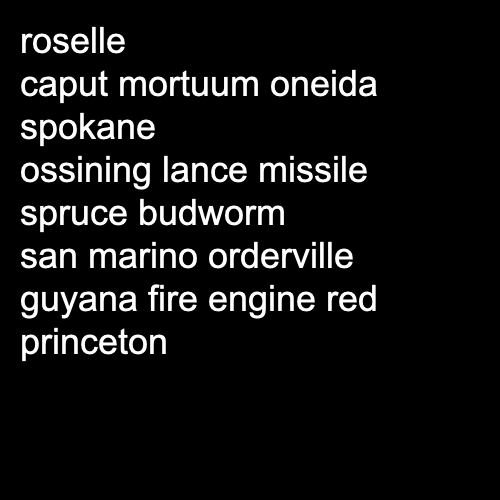 roselle
caput mortuum oneida
spokane
ossining lance missile
spruce budworm
san marino orderville
guyana fire engine red
princeton